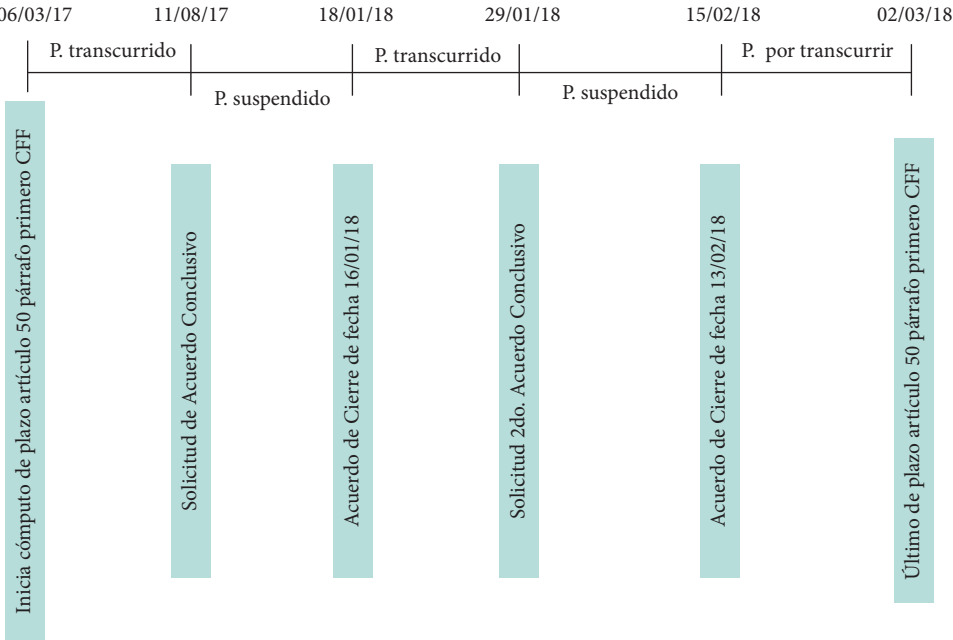 06/03/17
11/08/17
18/01/18
29/01/18
15/02/18
02/03/18
P. transcurrido
P. suspendido
P. transcurrido
P. suspendido
P. por transcurrir
Inicia cómputo de plazo artículo 50 párrafo primero CFF
Solicitud de Acuerdo Conclusivo
Acuerdo de Cierre de fecha 16/01/18
Solicitud 2do. Acuerdo Conclusivo
Acuerdo de Cierre de fecha 13/02/18
Último de plazo artículo 50 párrafo primero CFF